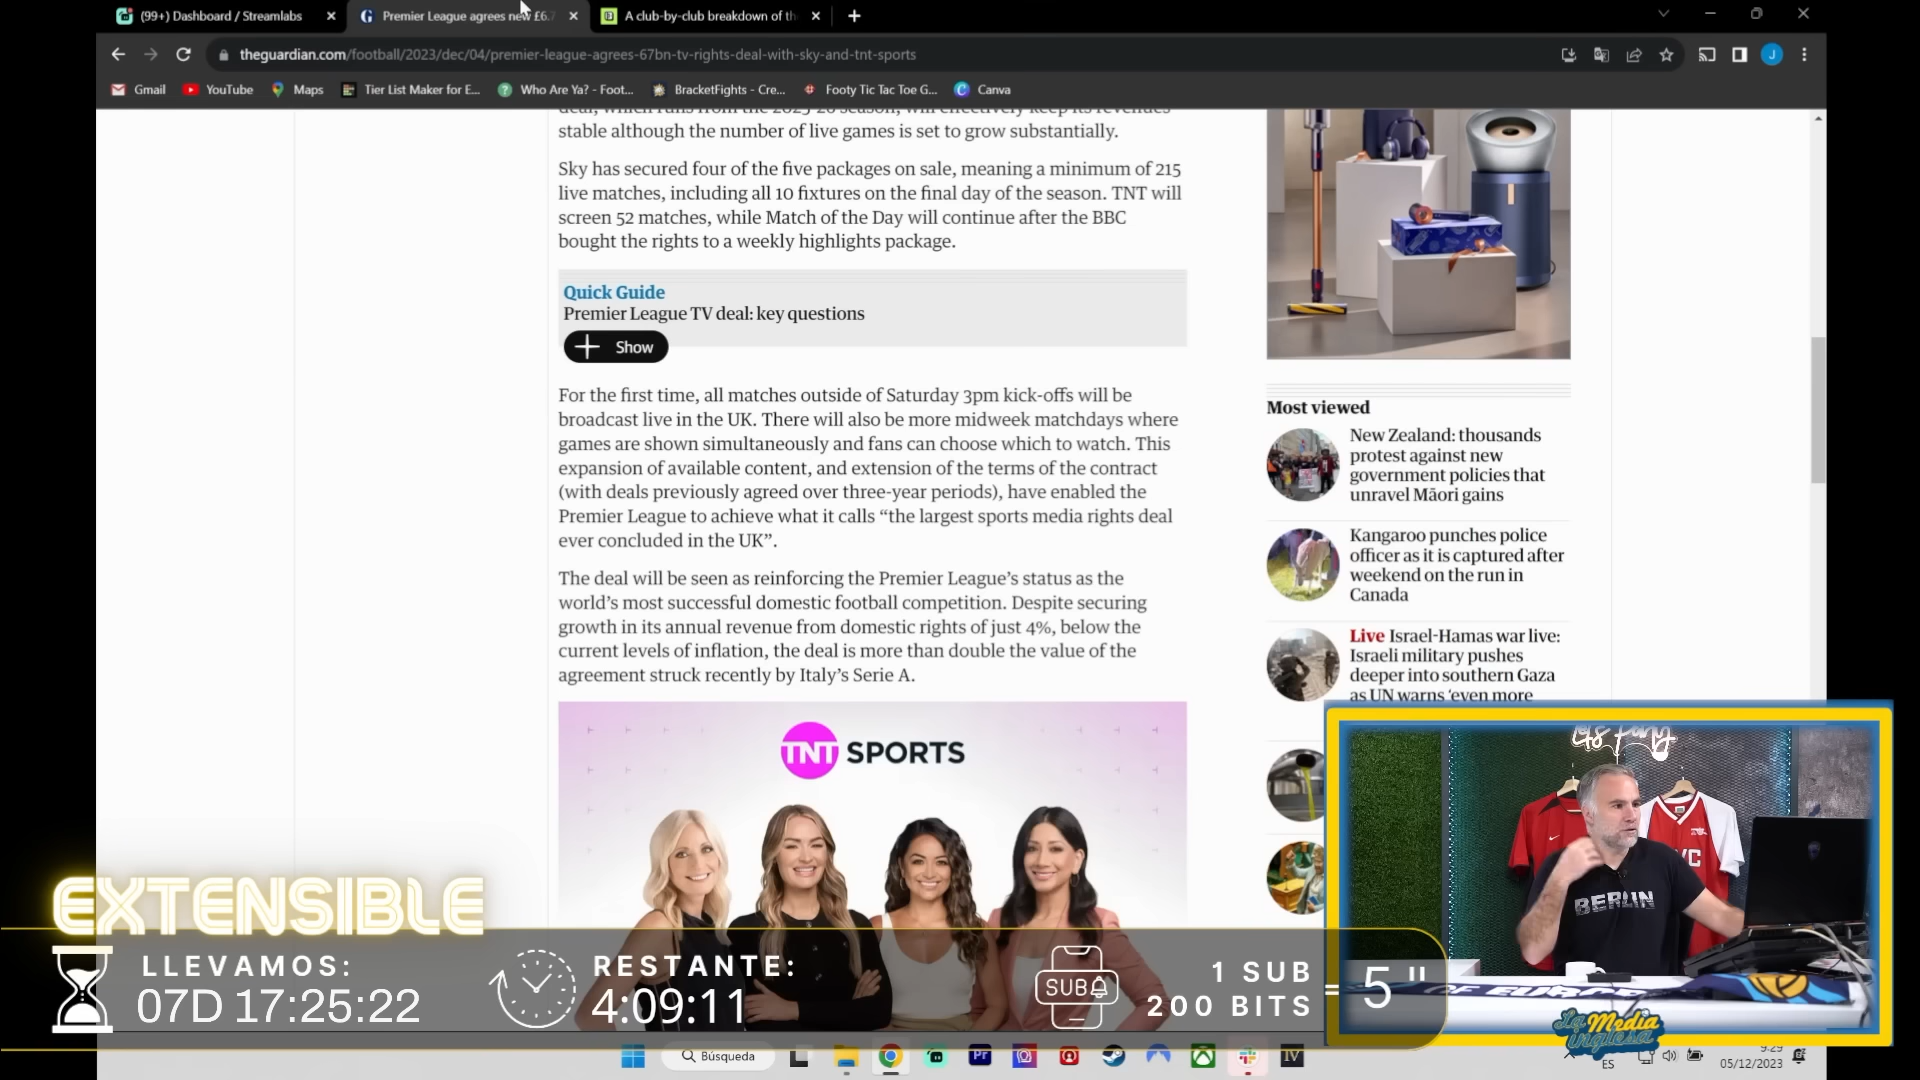 (99+) Dashboard / Streamlabs
Premier League agrees new £6.7
A club-by-club breakdown of th
theguardian.com/football/2023/dec/04/premier-league-agrees-67bn-tv-rights-deal-with-sky-and-tnt-sports
J
Gmail
YouTube
Maps
Tier List Maker for E...
Who Are Ya? - Foot...
BracketFights - Cre...
Footy Tic Tac Toe G...
Canva
stable although the number of live games is set to grow substantially.
Sky has secured four of the five packages on sale, meaning a minimum of 215
live matches, including all 10 fixtures on the final day of the season. TNT will
screen 52 matches, while Match of the Day will continue after the BBC
bought the rights to a weekly highlights package.
Quick Guide
Premier League TV deal: key questions
Show
For the first time, all matches outside of Saturday 3pm kick-offs will be
broadcast live in the UK. There will also be more midweek matchdays where
games are shown simultaneously and fans can choose which to watch. This
expansion of available content, and extension of the terms of the contract
(with deals previously agreed over three-year periods), have enabled the
Premier League to achieve what it calls “the largest sports media rights deal
ever concluded in the UK”.
The deal will be seen as reinforcing the Premier League’s status as the
world’s most successful domestic football competition. Despite securing
growth in its annual revenue from domestic rights of just 4%, below the
current levels of inflation, the deal is more than double the value of the
agreement struck recently by Italy’s Serie A.
TNT SPORTS
Most viewed
New Zealand: thousands
protest against new
government policies that
unravel Māori gains
Kangaroo punches police
officer as it is captured after
weekend on the run in
Canada
Live Israel-Hamas war live:
Israeli military pushes
deeper into southern Gaza
as UN warns ‘even more
BERLIN
OF EUROPE
La Media
inglesa
EXTENSIBLE
LLEVAMOS:
07D 17:25:22
RESTANTE:
4:09:11
SUB
1 SUB
200 BITS
= 5 "
Búsqueda
Pr
IV
ES
9:29
05/12/2023